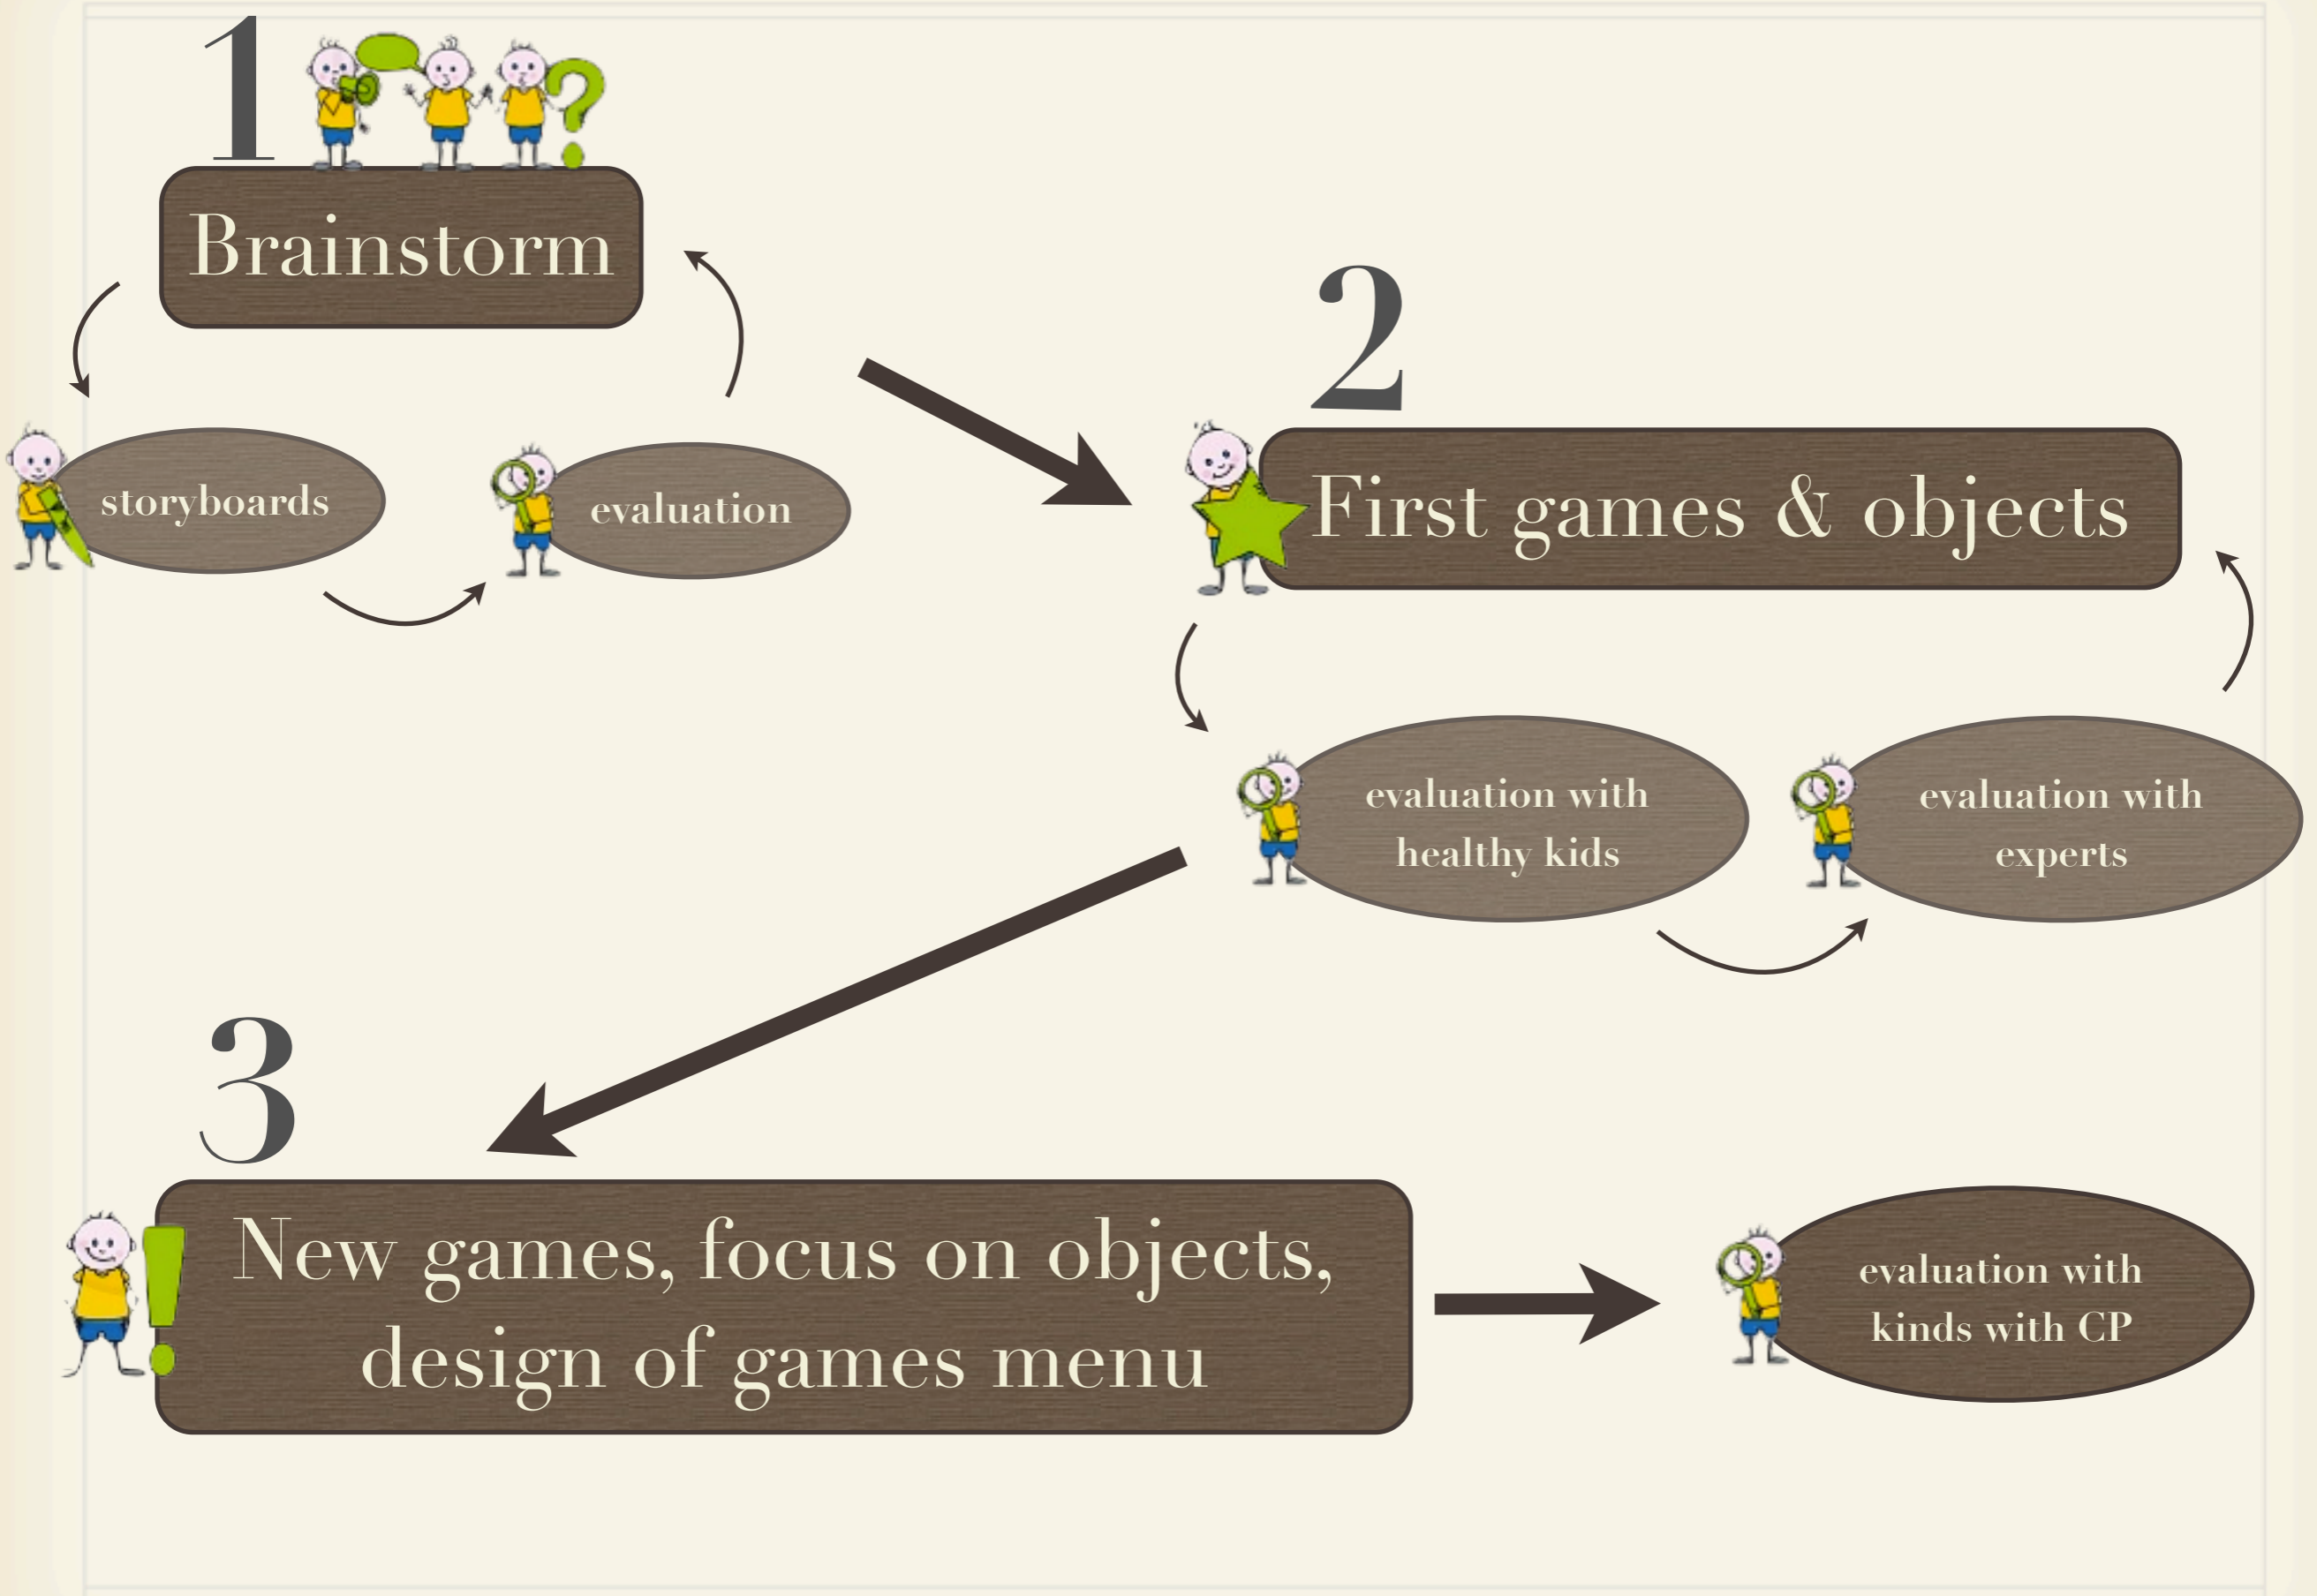 1
Brainstorm
storyboards
evaluation
2
First games & objects
evaluation with
healthy kids
evaluation with
experts
3
New games, focus on objects,
design of games menu
evaluation with
kinds with CP